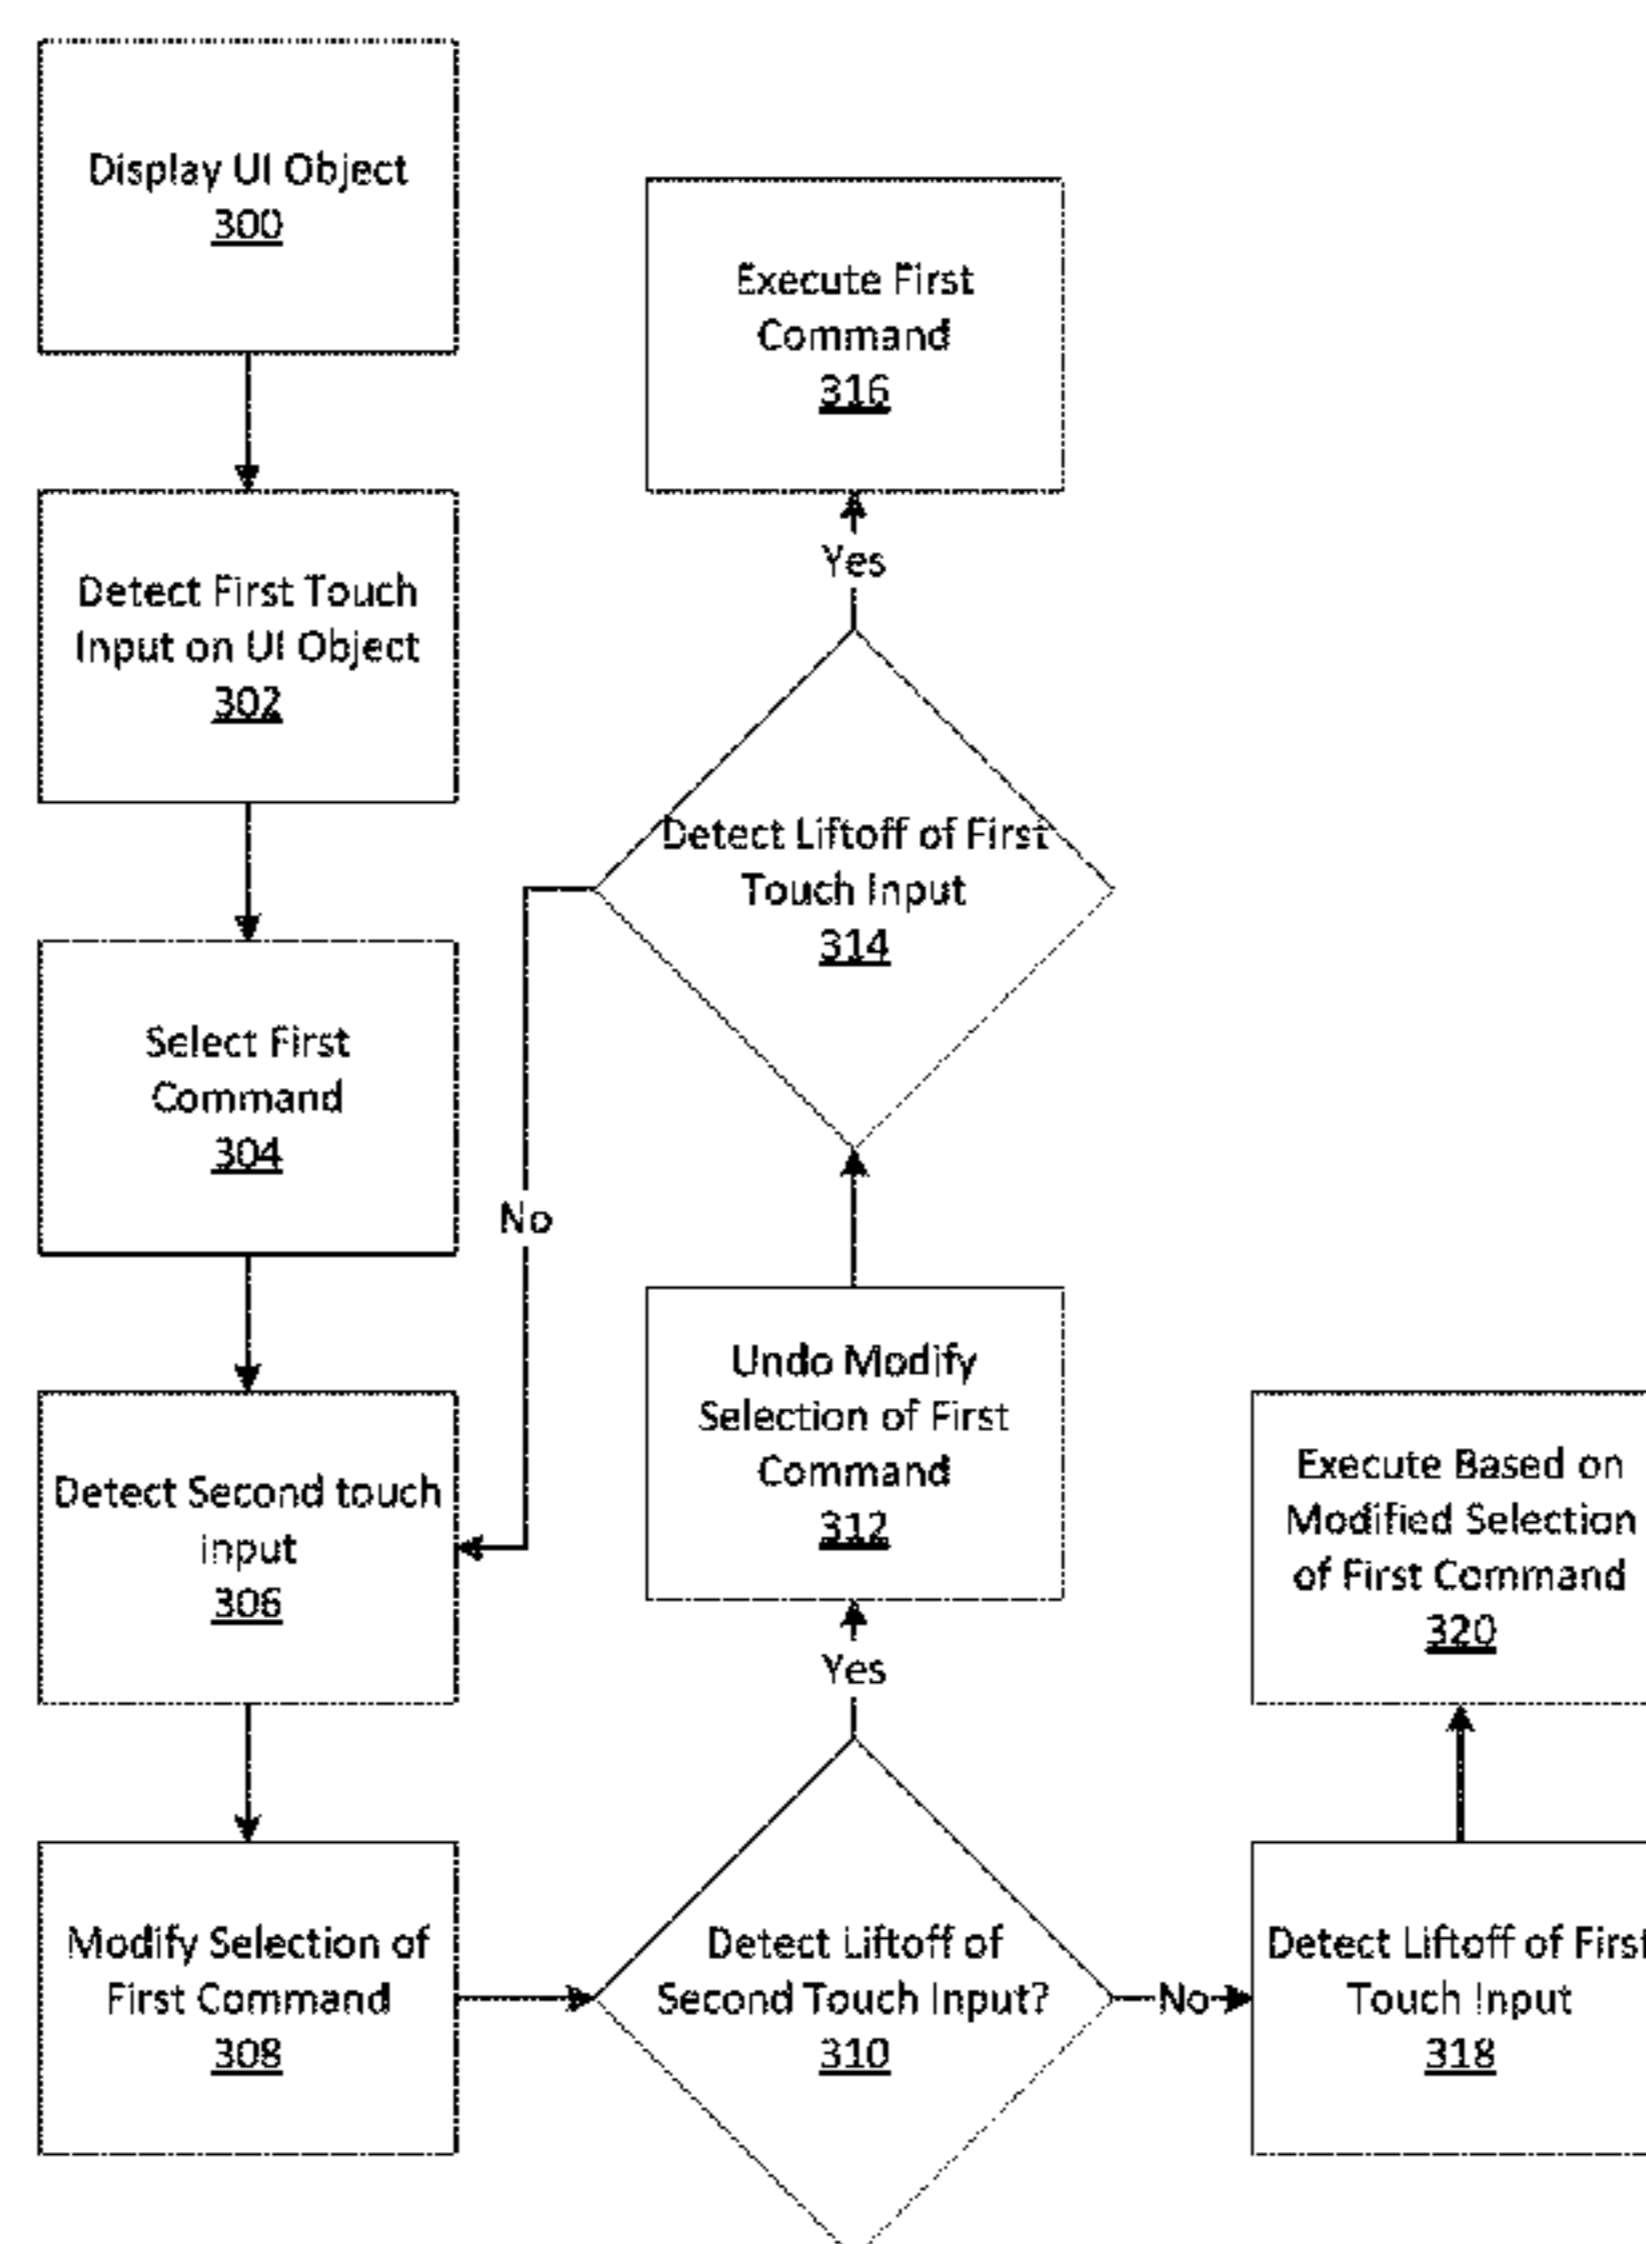 Display UI Object
300
Detect First Touch
Input on UI Object
302
Select First
Command
304
Detect Second touch
input
306
Modify Selection of
First Command
308
Detect Liftoff of
Second Touch Input?
310
Yes
Undo Modify
Selection of First
Command
312
Detect Liftoff of First
Touch Input
314
No
Yes
Execute First
Command
316
No
Detect Liftoff of First
Touch Input
318
Execute Based on
Modified Selection
of First Command
320